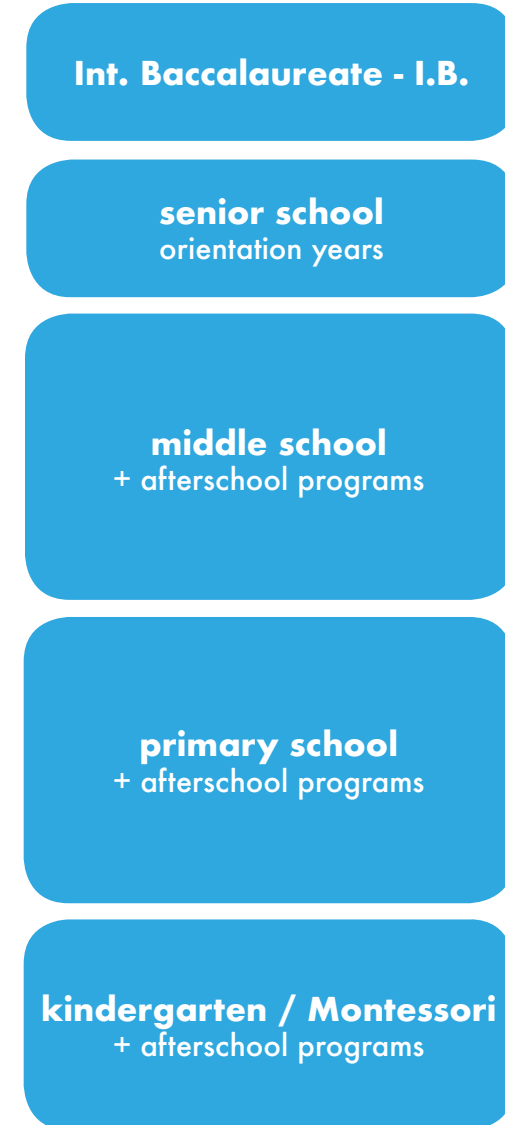 Int. Baccalaureate - I.B.
senior school
orientation years
middle school
+ afterschool programs
primary school
+ afterschool programs
kindergarten / Montessori
+ afterschool programs